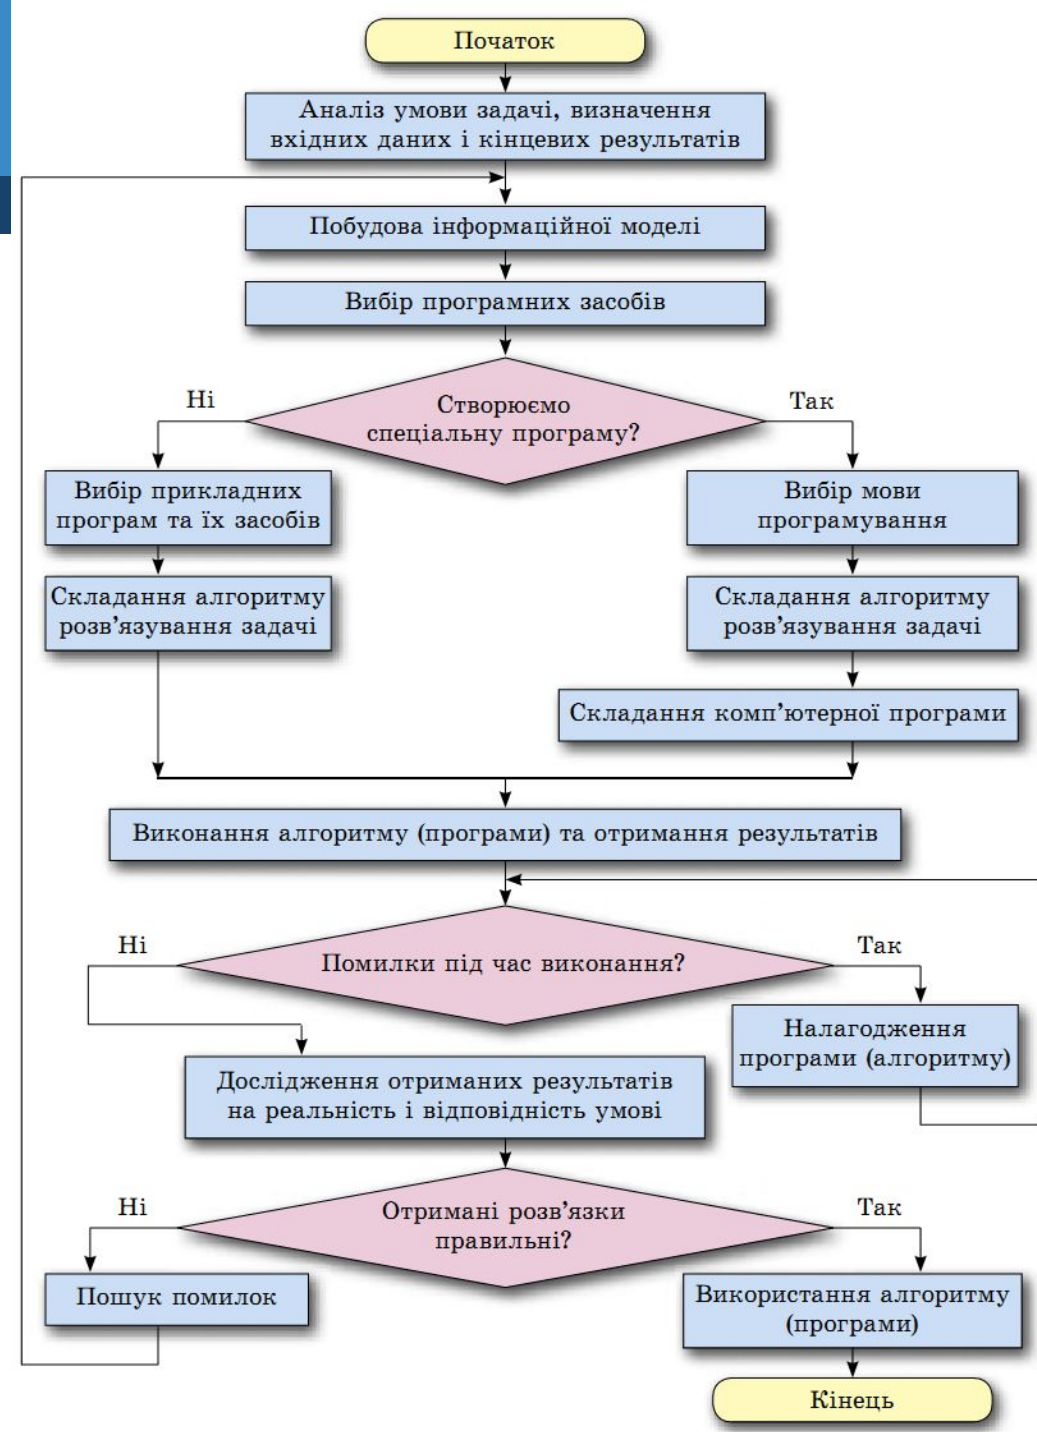 Початок
Аналіз умови задачі, визначення
вхідних даних і кінцевих результатів
Побудова інформаційної моделі
Вибір програмних засобів
Ні
Створюємо
спеціальну програму?
Так
Вибір прикладних
програм та їх засобів
Вибір мови
програмування
Складання алгоритму
розв’язування задачі
Складання алгоритму
розв’язування задачі
Складання комп’ютерної програми
Виконання алгоритму (програми) та отримання результатів
Ні
Помилки під час виконання?
Так
Налагодження
програми (алгоритму)
Дослідження отриманих результатів
на реальність і відповідність умові
Ні
Отримані розв’язки
правильні?
Так
Пошук помилок
Використання алгоритму
(програми)
Кінець